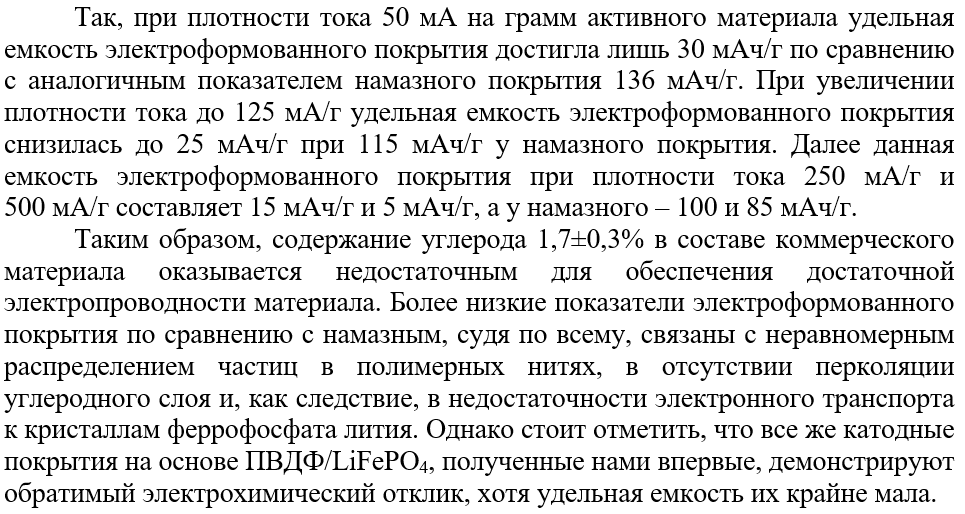 Так, при плотности тока 50 мА на грамм активного материала удельная
емкость электроформованного покрытия достигла лишь 30 мАч/г по сравнению
с аналогичным показателем намазного покрытия 136 мАч/г. При увеличении
плотности тока до 125 мА/г удельная емкость электроформованного покрытия
снизилась до 25 мАч/г при 115 мАч/г у намазного покрытия. Далее данная
емкость электроформованного покрытия при плотности тока 250 мА/г и
500 мА/г составляет 15 мАч/г и 5 мАч/г, а у намазного – 100 и 85 мАч/г.
Таким образом, содержание углерода 1,7±0,3% в составе коммерческого
материала оказывается недостаточным для обеспечения достаточной
электропроводности материала. Более низкие показатели электроформованного
покрытия по сравнению с намазным, судя по всему, связаны с неравномерным
распределением частиц в полимерных нитях, в отсутствии перколяции
углеродного слоя и, как следствие, в недостаточности электронного транспорта
к кристаллам феррофосфата лития. Однако стоит отметить, что все же катодные
покрытия на основе ПВДФ/LiFePO₄, полученные нами впервые, демонстрируют
обратимый электрохимический отклик, хотя удельная емкость их крайне мала.